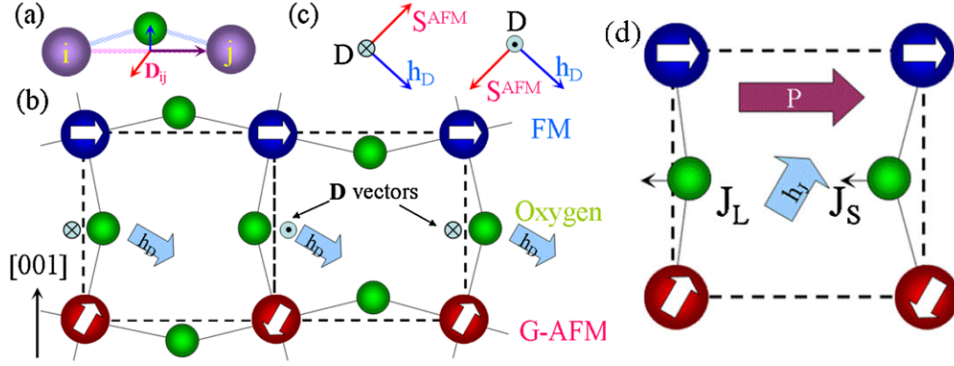 (a)
i
j
D_ij
(c)
S^AFM
D
h_D
D
S^AFM
h_D
(b)
FM
D vectors
Oxygen
h_D
h_D
h_D
[001]
G-AFM
(d)
P
J_L
h_J
J_S